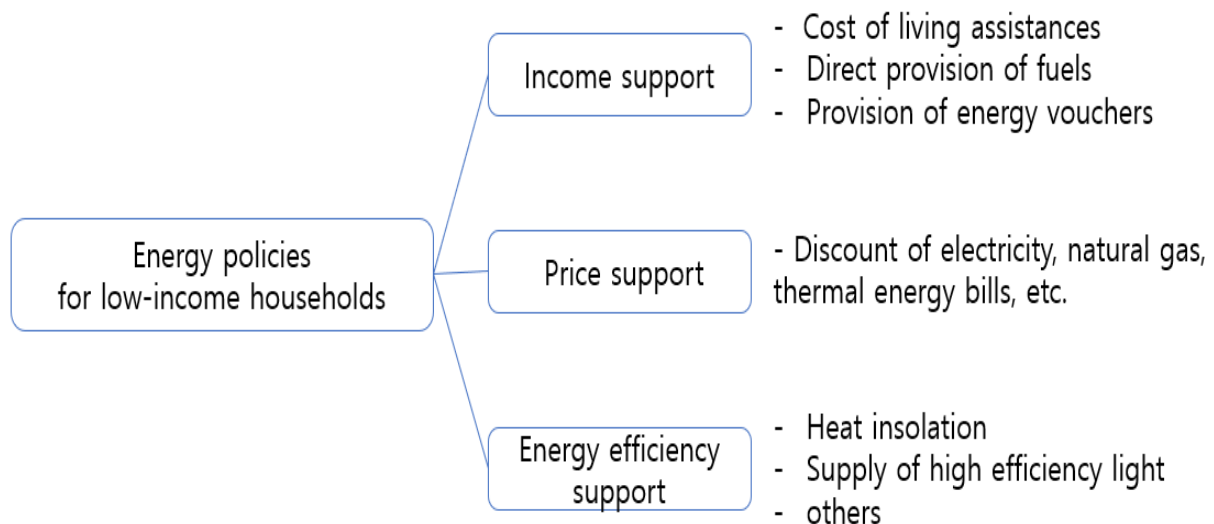 Energy policies
for low-income households
Income support
- Cost of living assistances
- Direct provision of fuels
- Provision of energy vouchers
Price support
- Discount of electricity, natural gas,
thermal energy bills, etc.
Energy efficiency
support
- Heat insolation
- Supply of high efficiency light
- others